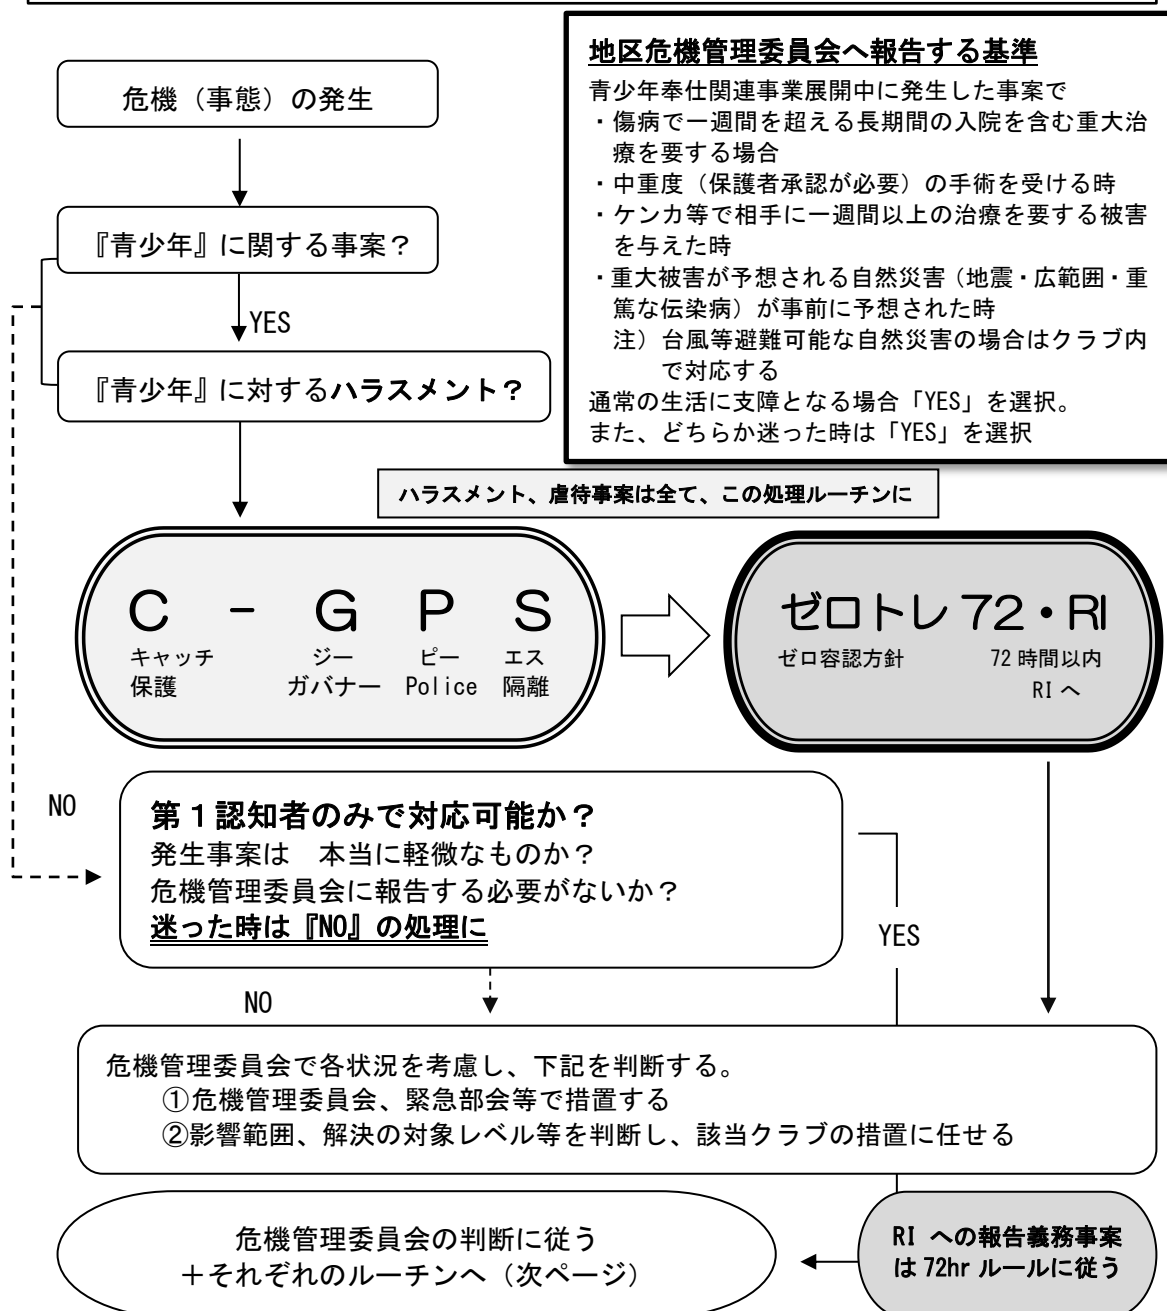 危機（事態）の発生
『青少年』に関する事案？
YES
『青少年』に対するハラスメント？
地区危機管理委員会へ報告する基準
青少年奉仕関連事業展開中に発生した事案で
・傷病で一週間を超える長期間の入院を含む重大治
療を要する場合
・中重度（保護者承認が必要）の手術を受ける時
・ケンカ等で相手に一週間以上の治療を要する被害
を与えた時
・重大被害が予想される自然災害（地震・広範囲・重
篤な伝染病）が事前に予想された時
注）台風等避難可能な自然災害の場合はクラブ内
で対応する
通常の生活に支障となる場合「YES」を選択。
また、どちらか迷った時は「YES」を選択
ハラスメント、虐待事案は全て、この処理ルーチンに
C - G P S
キャッチ ジー ピー エス
保護 ガバナー Police 隔離
ゼロトレ 72・RI
ゼロ容認方針 72 時間以内
RI へ
NO
第１認知者のみで対応可能か？
発生事案は 本当に軽微なものか？
危機管理委員会に報告する必要がないか？
迷った時は『NO』の処理に
YES
NO
危機管理委員会で各状況を考慮し、下記を判断する。
①危機管理委員会、緊急部会等で措置する
②影響範囲、解決の対象レベル等を判断し、該当クラブの措置に任せる
危機管理委員会の判断に従う
＋それぞれのルーチンへ（次ページ）
RI への報告義務事案
は 72hr ルールに従う